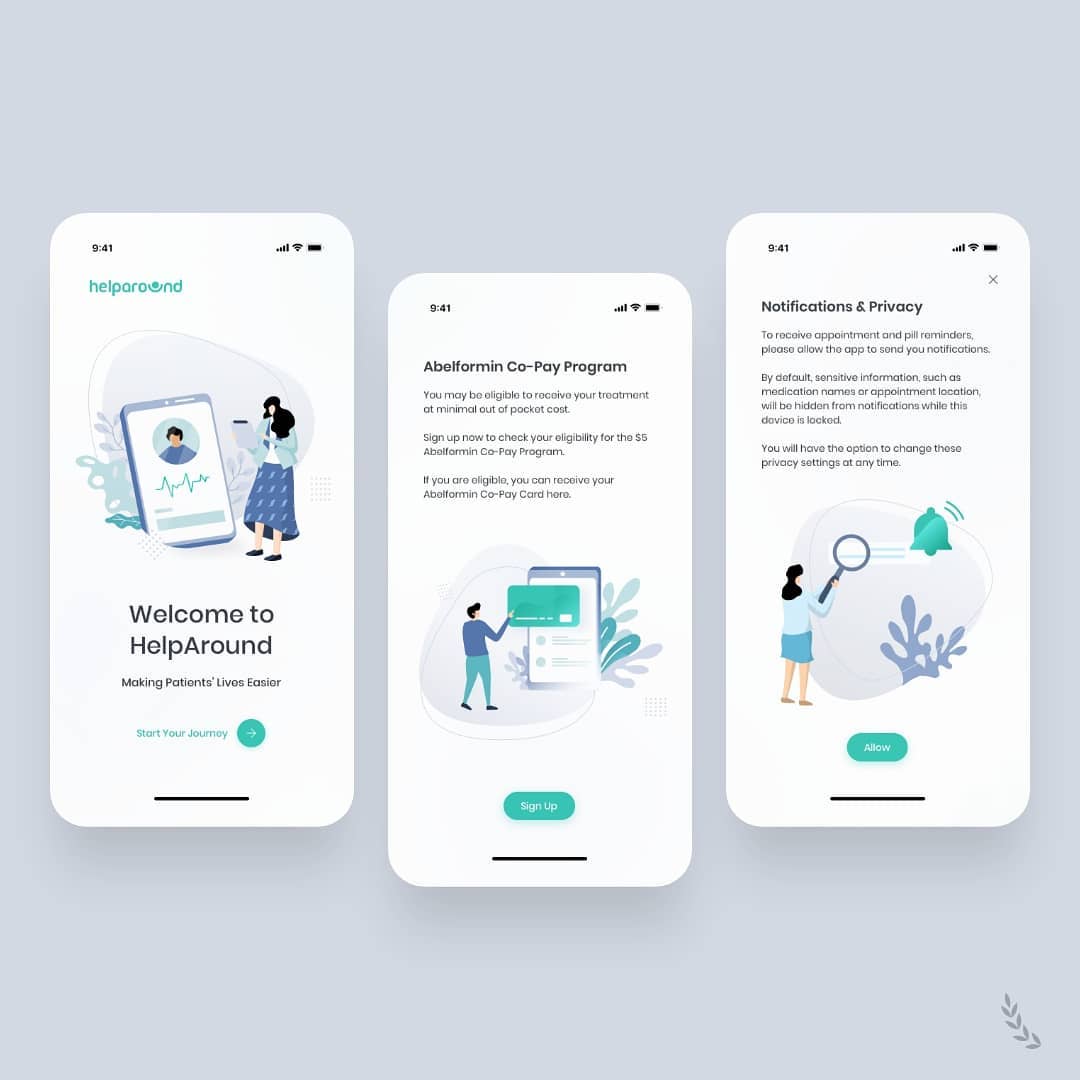 9:41
helparound
Welcome to
HelpAround
Making Patients' Lives Easier
Start Your Journey
9:41
Abelformin Co-Pay Program
You may be eligible to receive your treatment
at minimal out of pocket cost.
Sign up now to check your eligibility for the $5
Abelformin Co-Pay Program.
If you are eligible, you can receive your
Abelformin Co-Pay Card here.
Sign Up
9:41
Notifications & Privacy
To receive appointment and pill reminders,
please allow the app to send you notifications.
By default, sensitive information, such as
medication names or appointment location,
will be hidden from notifications while this
device is locked.
You will have the option to change these
privacy settings at any time.
Allow